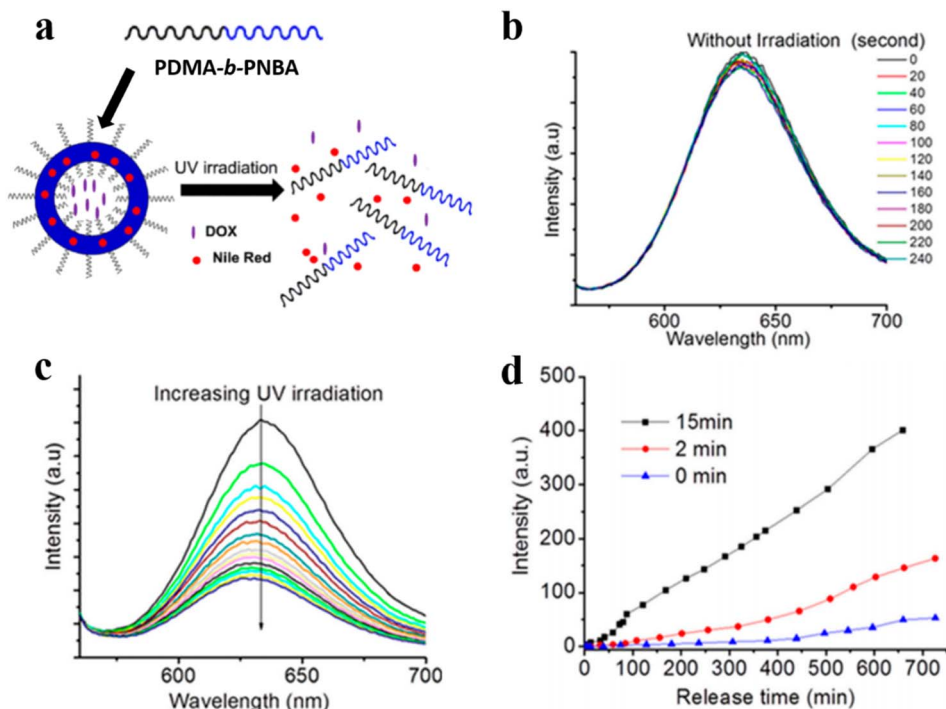 a
PDMA-b-PNBA
UV irradiation
DOX
Nile Red
b
Without Irradiation (second)
0
20
40
60
80
100
120
140
160
180
200
220
240
Intensity (a.u)
600 650 700
Wavelength (nm)
c
Increasing UV irradiation
Intensity (a.u)
600 650 700
Wavelength (nm)
d
500
400
300
200
100
0
15min
2 min
0 min
Intensity (a.u.)
0 100 200 300 400 500 600 700
Release time (min)